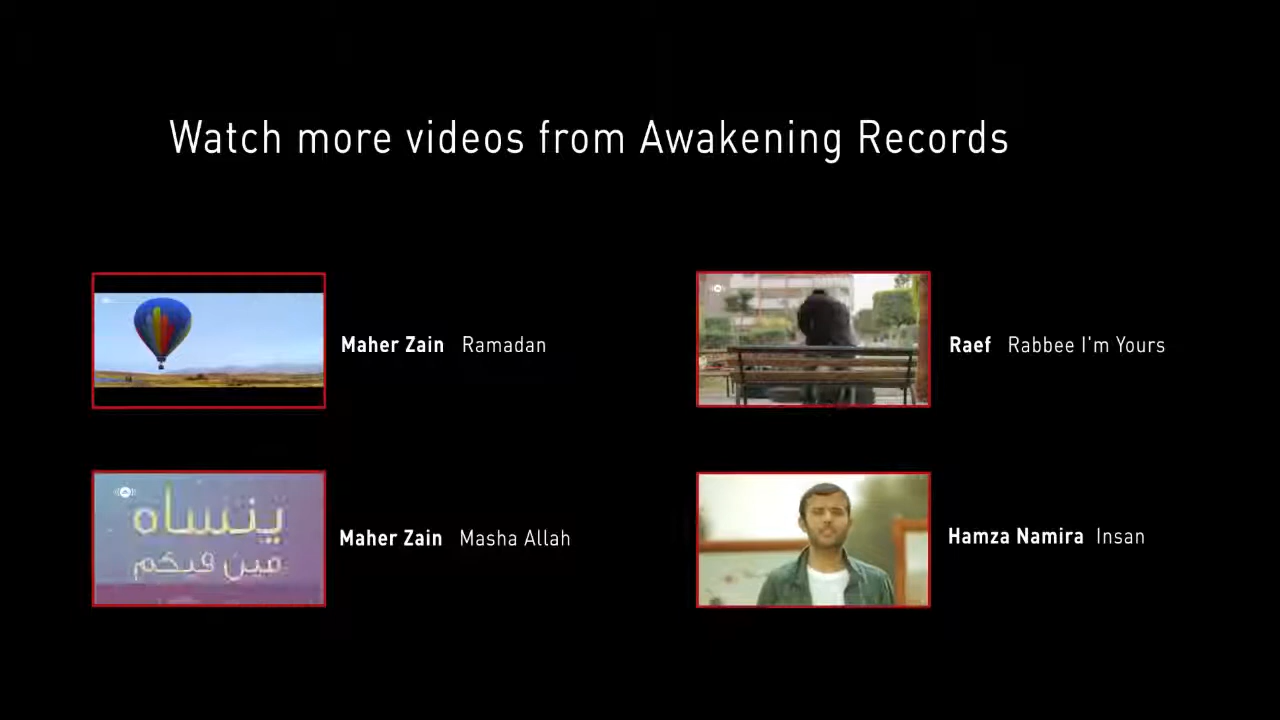 Watch more videos from Awakening Records
Maher Zain Ramadan
Raef Rabbee I'm Yours
ينساه
مين فيكم
Maher Zain Masha Allah
Hamza Namira Insan